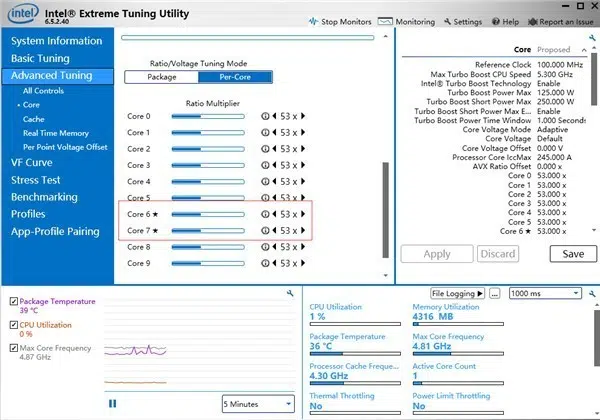 intel
Intel® Extreme Tuning Utility
6.5.2.40
Stop Monitors
Monitoring
Settings
Help
Report an Issue
System Information
Basic Tuning
Advanced Tuning
All Controls
Core
Cache
Real Time Memory
Per Point Voltage Offset
VF Curve
Stress Test
Benchmarking
Profiles
App-Profile Pairing
Ratio/Voltage Tuning Mode
Package Per-Core
Ratio Multiplier
Core 0 53 x
Core 1 53 x
Core 2 53 x
Core 3 53 x
Core 4 53 x
Core 5 53 x
Core 6 ★ 53 x
Core 7 ★ 53 x
Core 8 53 x
Core 9 53 x
Core Proposed
Reference Clock 100.000 MHz
Max Turbo Boost CPU Speed 5.300 GHz
Intel® Turbo Boost Technology Enable
Turbo Boost Power Max 125.000 W
Turbo Boost Short Power Max 250.000 W
Turbo Boost Short Power Max E... Enable
Turbo Boost Power Time Window 1.000 Seconds
Core Voltage Mode Adaptive
Core Voltage Default
Core Voltage Offset 0.000 V
Processor Core IccMax 245.000 A
AVX Ratio Offset 0.000 x
Core 0 53.000 x
Core 1 53.000 x
Core 2 53.000 x
Core 3 53.000 x
Core 4 53.000 x
Core 5 53.000 x
Core 6 ★ 53.000 x
Apply Discard Save
Package Temperature
39 °C
CPU Utilization
0 %
Max Core Frequency
4.87 GHz
5 Minutes
File Logging ... 1000 ms
CPU Utilization Memory Utilization
1 % 4316 MB
Package Temperature Max Core Frequency
36 °C 4.81 GHz
Processor Cache Freque... Active Core Count
4.30 GHz 1
Thermal Throttling Power Limit Throttling
No No